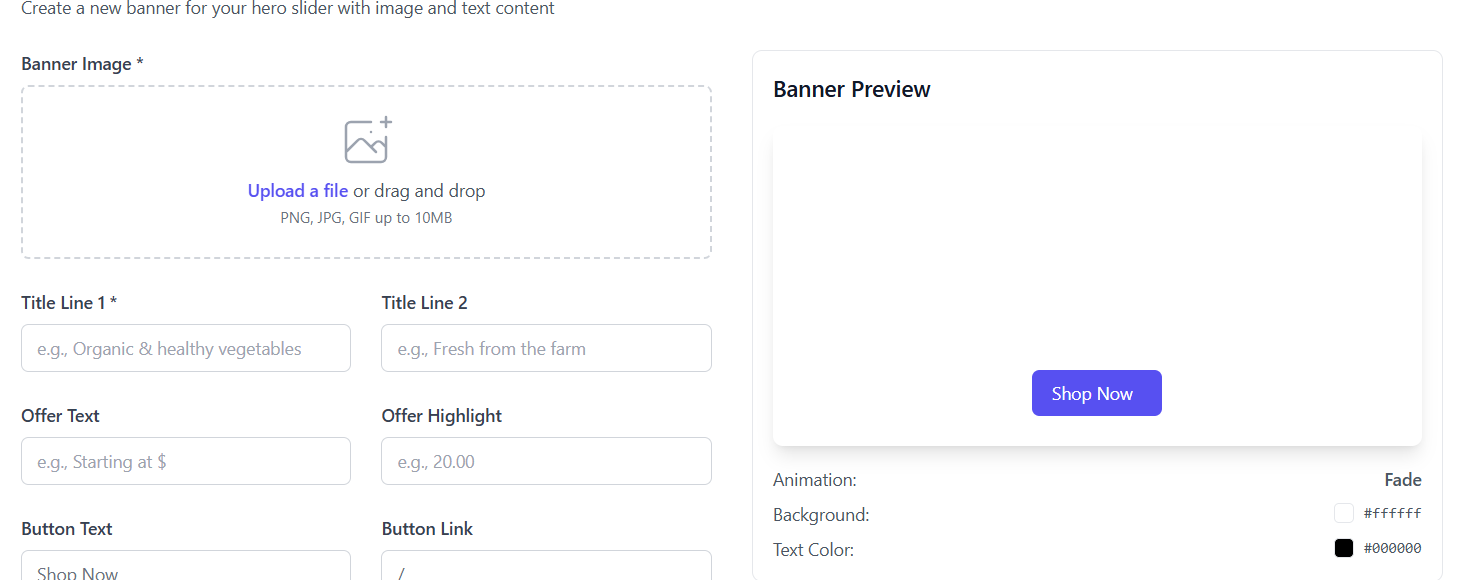 Create a new banner for your hero slider with image and text content
Banner Image *
Upload a file or drag and drop
PNG, JPG, GIF up to 10MB
Title Line 1 *
Title Line 2
e.g., Organic & healthy vegetables
e.g., Fresh from the farm
Offer Text
Offer Highlight
e.g., Starting at $
e.g., 20.00
Button Text
Button Link
Shop Now
/
Banner Preview
Shop Now
Animation:
Fade
Background:
#ffffff
Text Color:
#000000